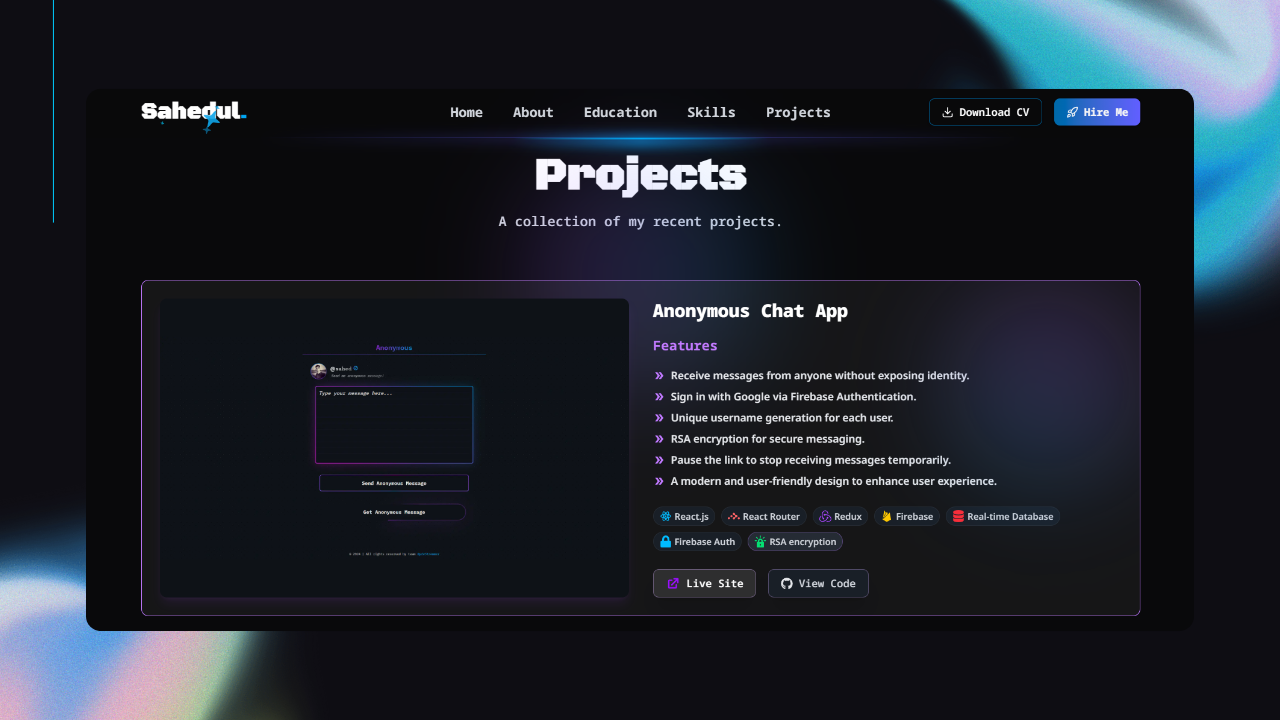 Sahedul.
Home About Education Skills Projects
Download CV
Hire Me
Projects
A collection of my recent projects.
Anonymous
@sahed
Send me anonymous message!
Type your message here...
Send Anonymous Message
Get Anonymous Message
Anonymous Chat App
Features
Receive messages from anyone without exposing identity.
Sign in with Google via Firebase Authentication.
Unique username generation for each user.
RSA encryption for secure messaging.
Pause the link to stop receiving messages temporarily.
A modern and user-friendly design to enhance user experience.
React.js React Router Redux Firebase Real-time Database
Firebase Auth RSA encryption
Live Site
View Code